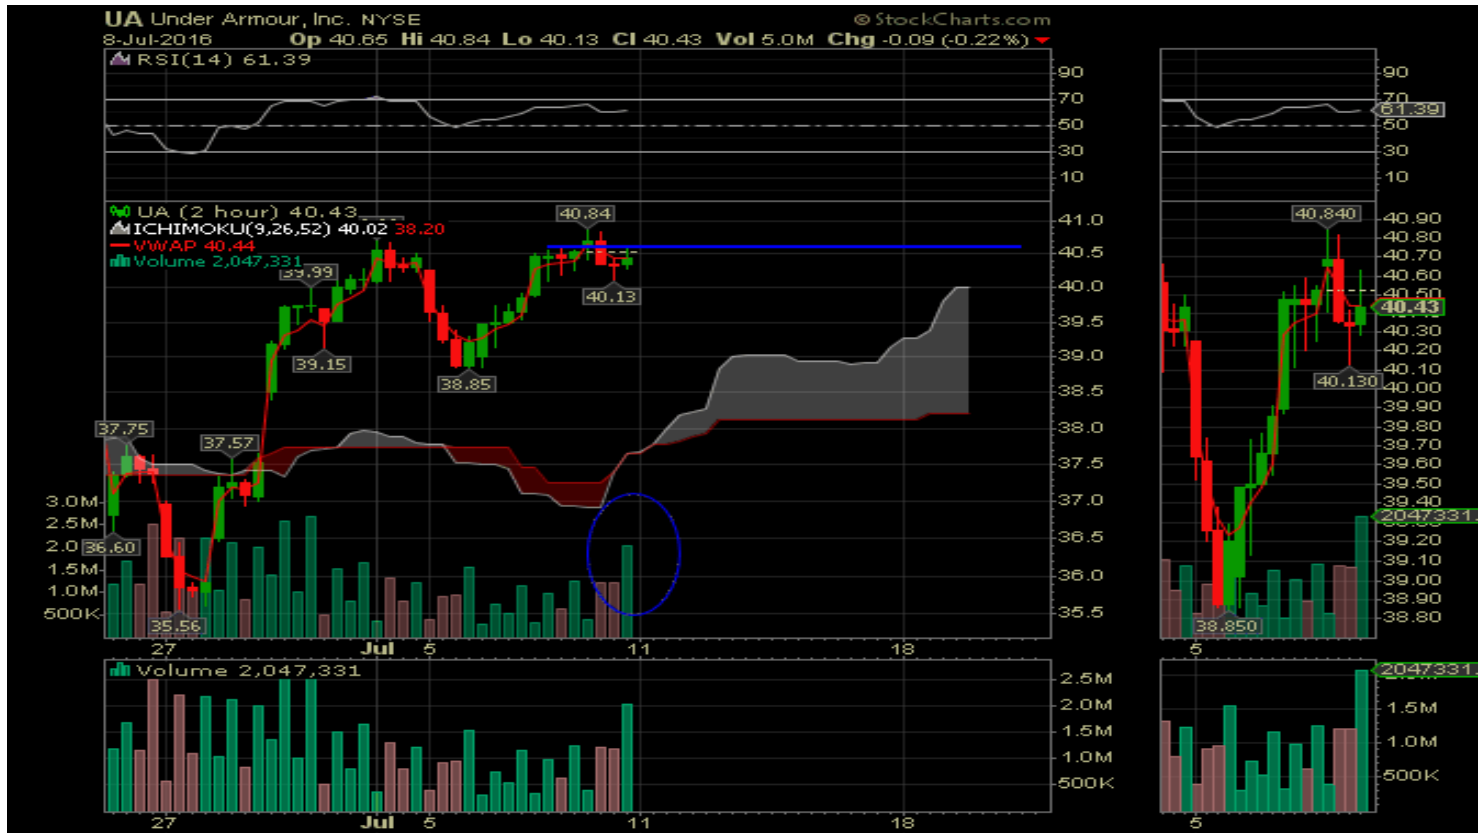 UA Under Armour, Inc. NYSE © StockCharts.com
8-Jul-2016 Op 40.65 Hi 40.84 Lo 40.13 Cl 40.43 Vol 5.0M Chg -0.09 (-0.22%)
RSI(14) 61.39
90
70
50
30
10
90
70
61.39
50
30
10
UA (2 hour) 40.43
ICHIMOKU(9,26,52) 40.02 38.20
VWAP 40.44
Volume 2,047,331
40.84
39.99
40.13
39.15
38.85
37.75
37.57
36.60
35.56
41.0
40.5
40.0
39.5
39.0
38.5
38.0
37.5
37.0
36.5
36.0
35.5
3.0M
2.5M
2.0
1.5M
1.0M
500K
27 Jul 5 11 18
40.840
40.130
38.850
40.90
40.80
40.70
40.60
40.50
40.43
40.30
40.20
40.10
40.00
39.90
39.80
39.70
39.60
39.50
39.40
2047331.
39.20
39.10
39.00
38.90
38.80
5
Volume 2,047,331
2.5M
2.0M
1.5M
1.0M
500K
27 Jul 5 11 18
2047331.
1.5M
1.0M
500K
5